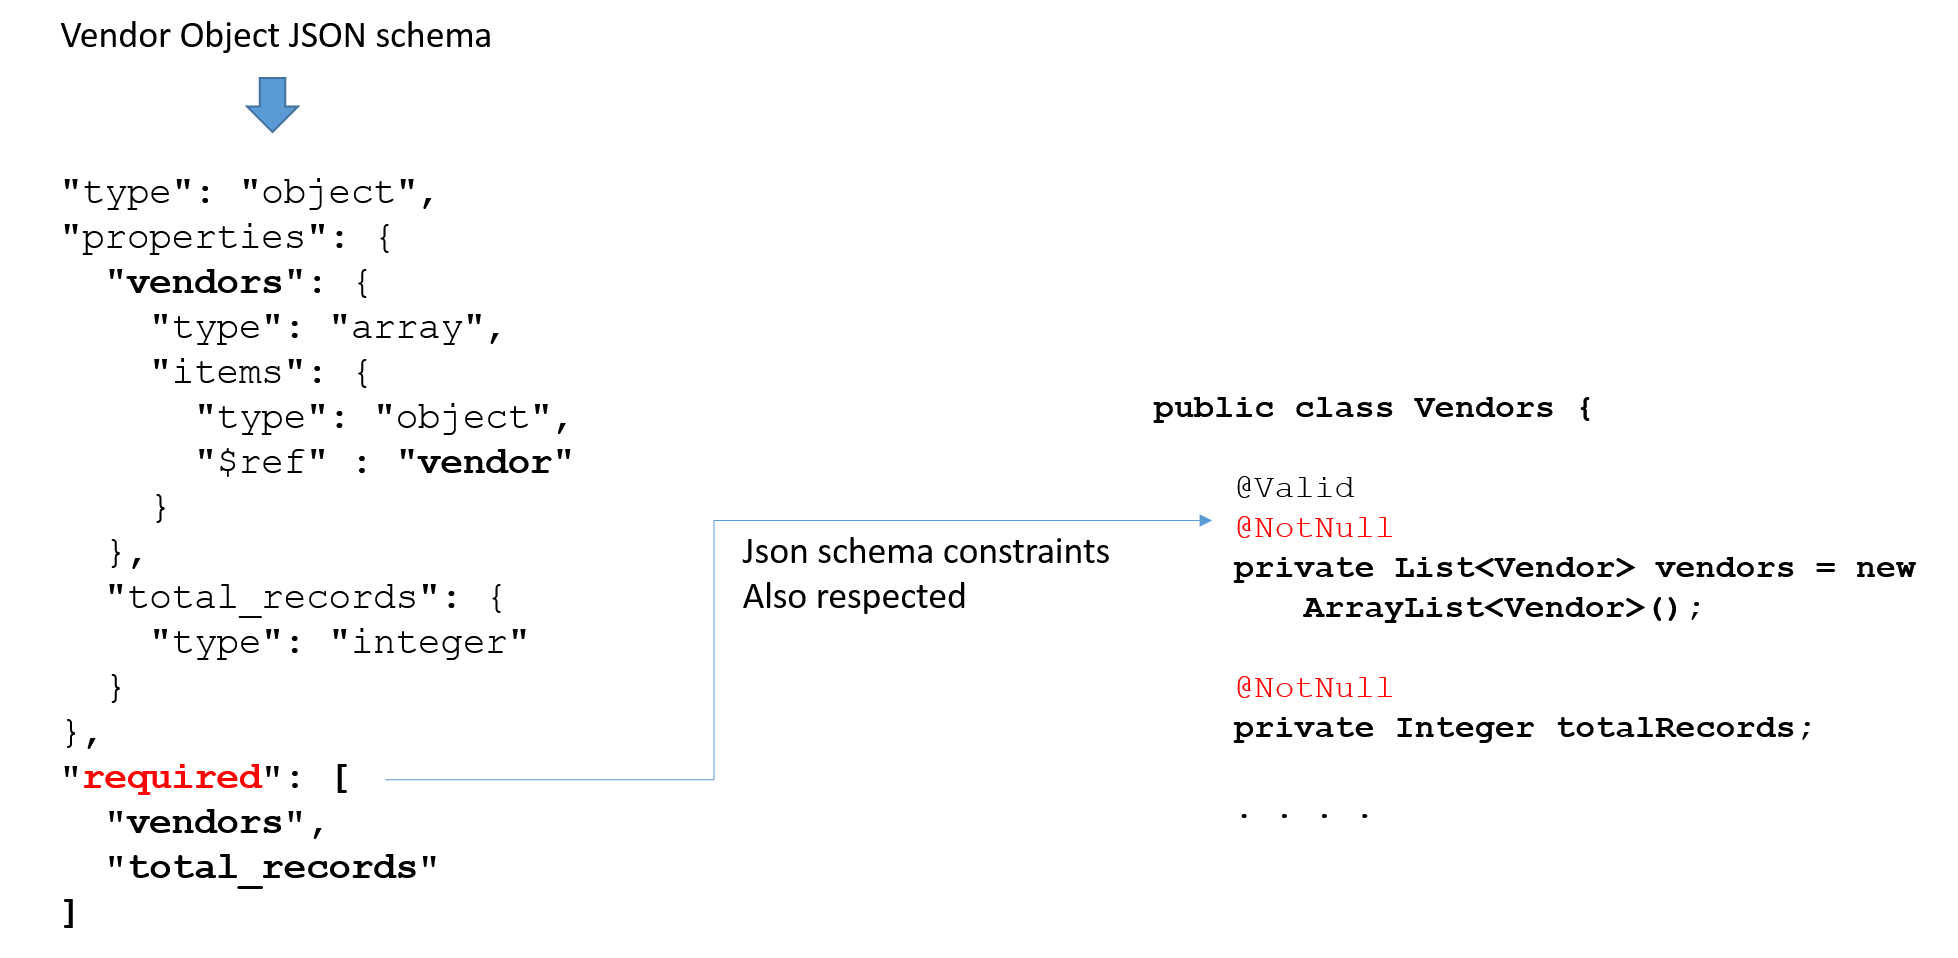 Vendor Object JSON schema
"type": "object",
"properties": {
"vendors": {
"type": "array",
"items": {
"type": "object",
"$ref" : "vendor"
}
},
"total_records": {
"type": "integer"
}
},
"required": [
"vendors",
"total_records"
]
Json schema constraints
Also respected
public class Vendors {
@Valid
@NotNull
private List<Vendor> vendors = new
ArrayList<Vendor>();
@NotNull
private Integer totalRecords;
. . . .